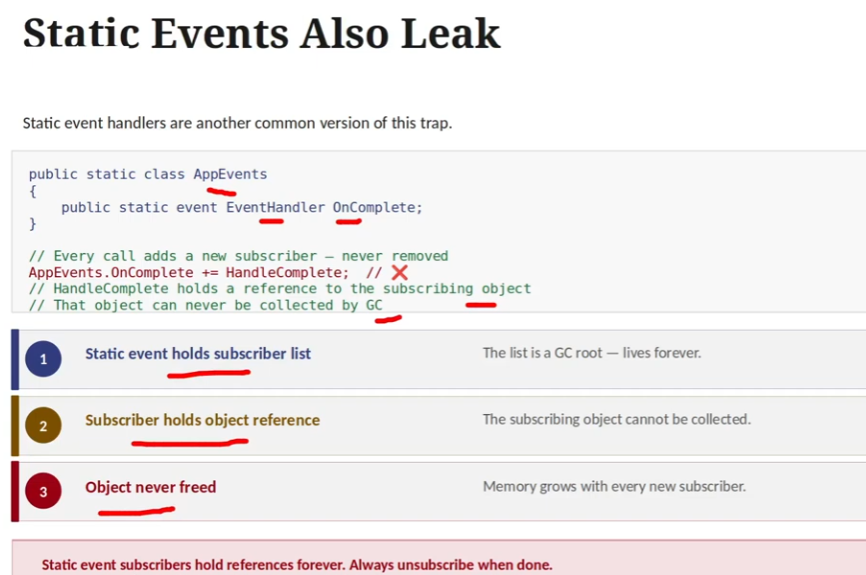 Static Events Also Leak
Static event handlers are another common version of this trap.
public static class AppEvents
{
    public static event EventHandler OnComplete;
}
// Every call adds a new subscriber — never removed
AppEvents.OnComplete += HandleComplete;  // ❌
// HandleComplete holds a reference to the subscribing object
// That object can never be collected by GC
1 Static event holds subscriber list The list is a GC root — lives forever.
2 Subscriber holds object reference The subscribing object cannot be collected.
3 Object never freed Memory grows with every new subscriber.
Static event subscribers hold references forever. Always unsubscribe when done.